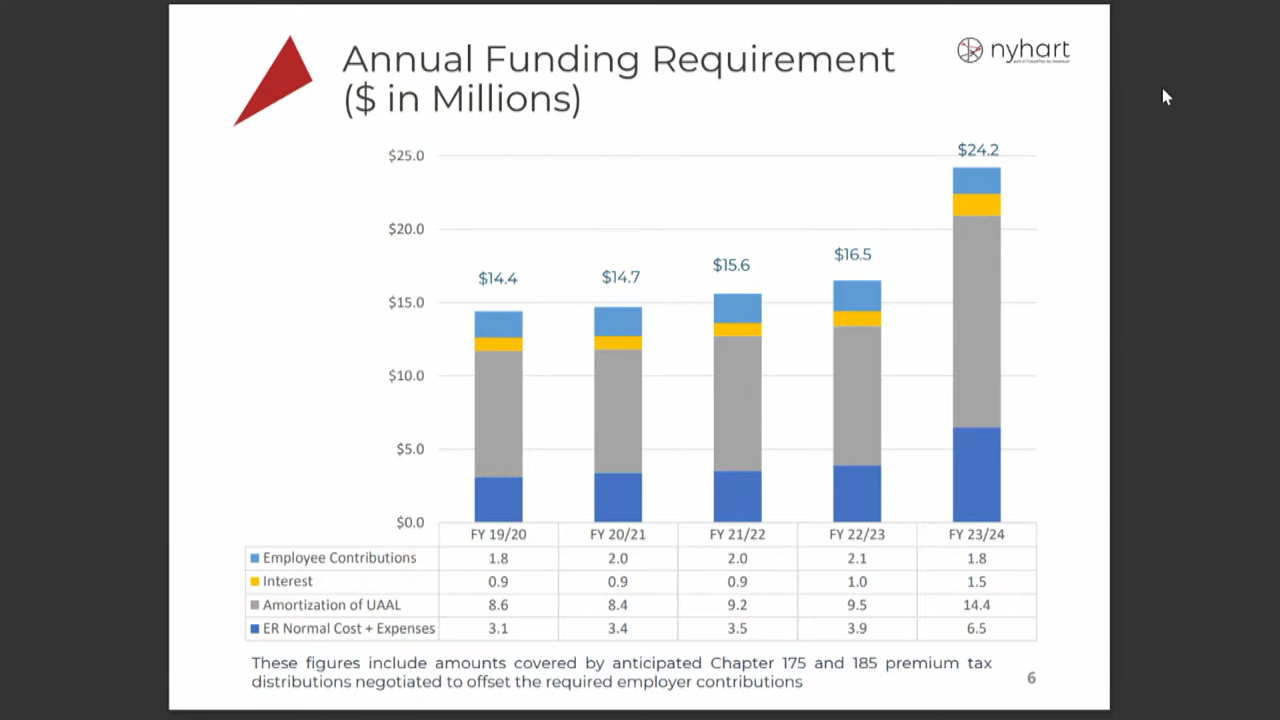 Annual Funding Requirement
($ in Millions)
nyhart
$25.0
$20.0
$15.0
$10.0
$5.0
$0.0
$14.4
$14.7
$15.6
$16.5
$24.2
FY 19/20 FY 20/21 FY 21/22 FY 22/23 FY 23/24
Employee Contributions 1.8 2.0 2.0 2.1 1.8
Interest 0.9 0.9 0.9 1.0 1.5
Amortization of UAAL 8.6 8.4 9.2 9.5 14.4
ER Normal Cost + Expenses 3.1 3.4 3.5 3.9 6.5
These figures include amounts covered by anticipated Chapter 175 and 185 premium tax
distributions negotiated to offset the required employer contributions
6